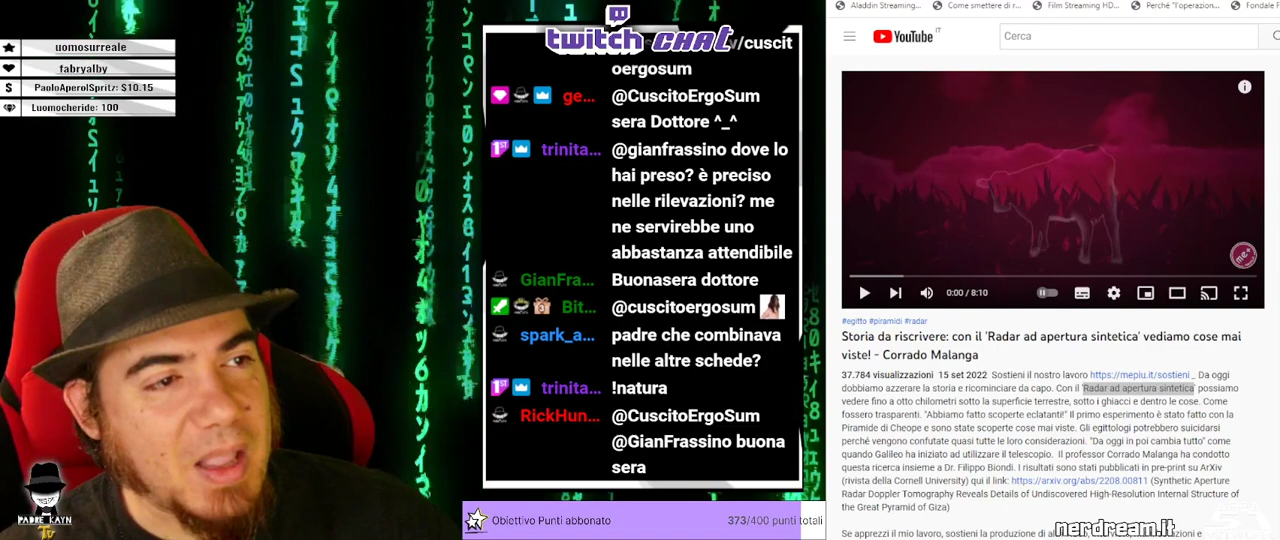 uomosurreale
fabryalby
PaoloAperolSpritz: $10.15
Luomocheride: 100
PADRE KAYN
TV
twitch CHAT
v/cuscit
oergosum
ge... @CuscitoErgoSum
sera Dottore ^_^
1ST trinita... @gianfrassino dove lo
hai preso? è preciso
nelle rilevazioni? me
ne servirebbe uno
abbastanza attendibile
GianFra... Buonasera dottore
3 Bit... @cuscitoergosum
spark_a... padre che combinava
nelle altre schede?
1ST trinita... !natura
RickHun... @CuscitoErgoSum
@GianFrassino buona
sera
Obiettivo Punti abbonato 373/400 punti totali
Aladdin Streaming... Come smettere di r... Film Streaming HD... Perché "l'operazion... Fondale
YouTube IT
Cerca
me+
0:00 / 8:10
#egitto #piramidi #radar
Storia da riscrivere: con il 'Radar ad apertura sintetica' vediamo cose mai
viste! - Corrado Malanga
37.784 visualizzazioni 15 set 2022 Sostieni il nostro lavoro https://mepiu.it/sostieni_ Da oggi
dobbiamo azzerare la storia e ricominciare da capo. Con il 'Radar ad apertura sintetica' possiamo
vedere fino a otto chilometri sotto la superficie terrestre, sotto i ghiacci e dentro le cose. Come
fossero trasparenti. "Abbiamo fatto scoperte eclatanti!" Il primo esperimento è stato fatto con la
Piramide di Cheope e sono state scoperte cose mai viste. Gli egittologi potrebbero suicidarsi
perché vengono confutate quasi tutte le loro considerazioni. "Da oggi in poi cambia tutto" come
quando Galileo ha iniziato ad utilizzare il telescopio. Il professor Corrado Malanga ha condotto
questa ricerca insieme a Dr. Filippo Biondi. I risultati sono stati pubblicati in pre-print su ArXiv
(rivista della Cornell University) qui il link: https://arxiv.org/abs/2208.00811 (Synthetic Aperture
Radar Doppler Tomography Reveals Details of Undiscovered High-Resolution Internal Structure of
the Great Pyramid of Giza)
nerdream.it
Se apprezzi il mio lavoro, sostieni la produzione di